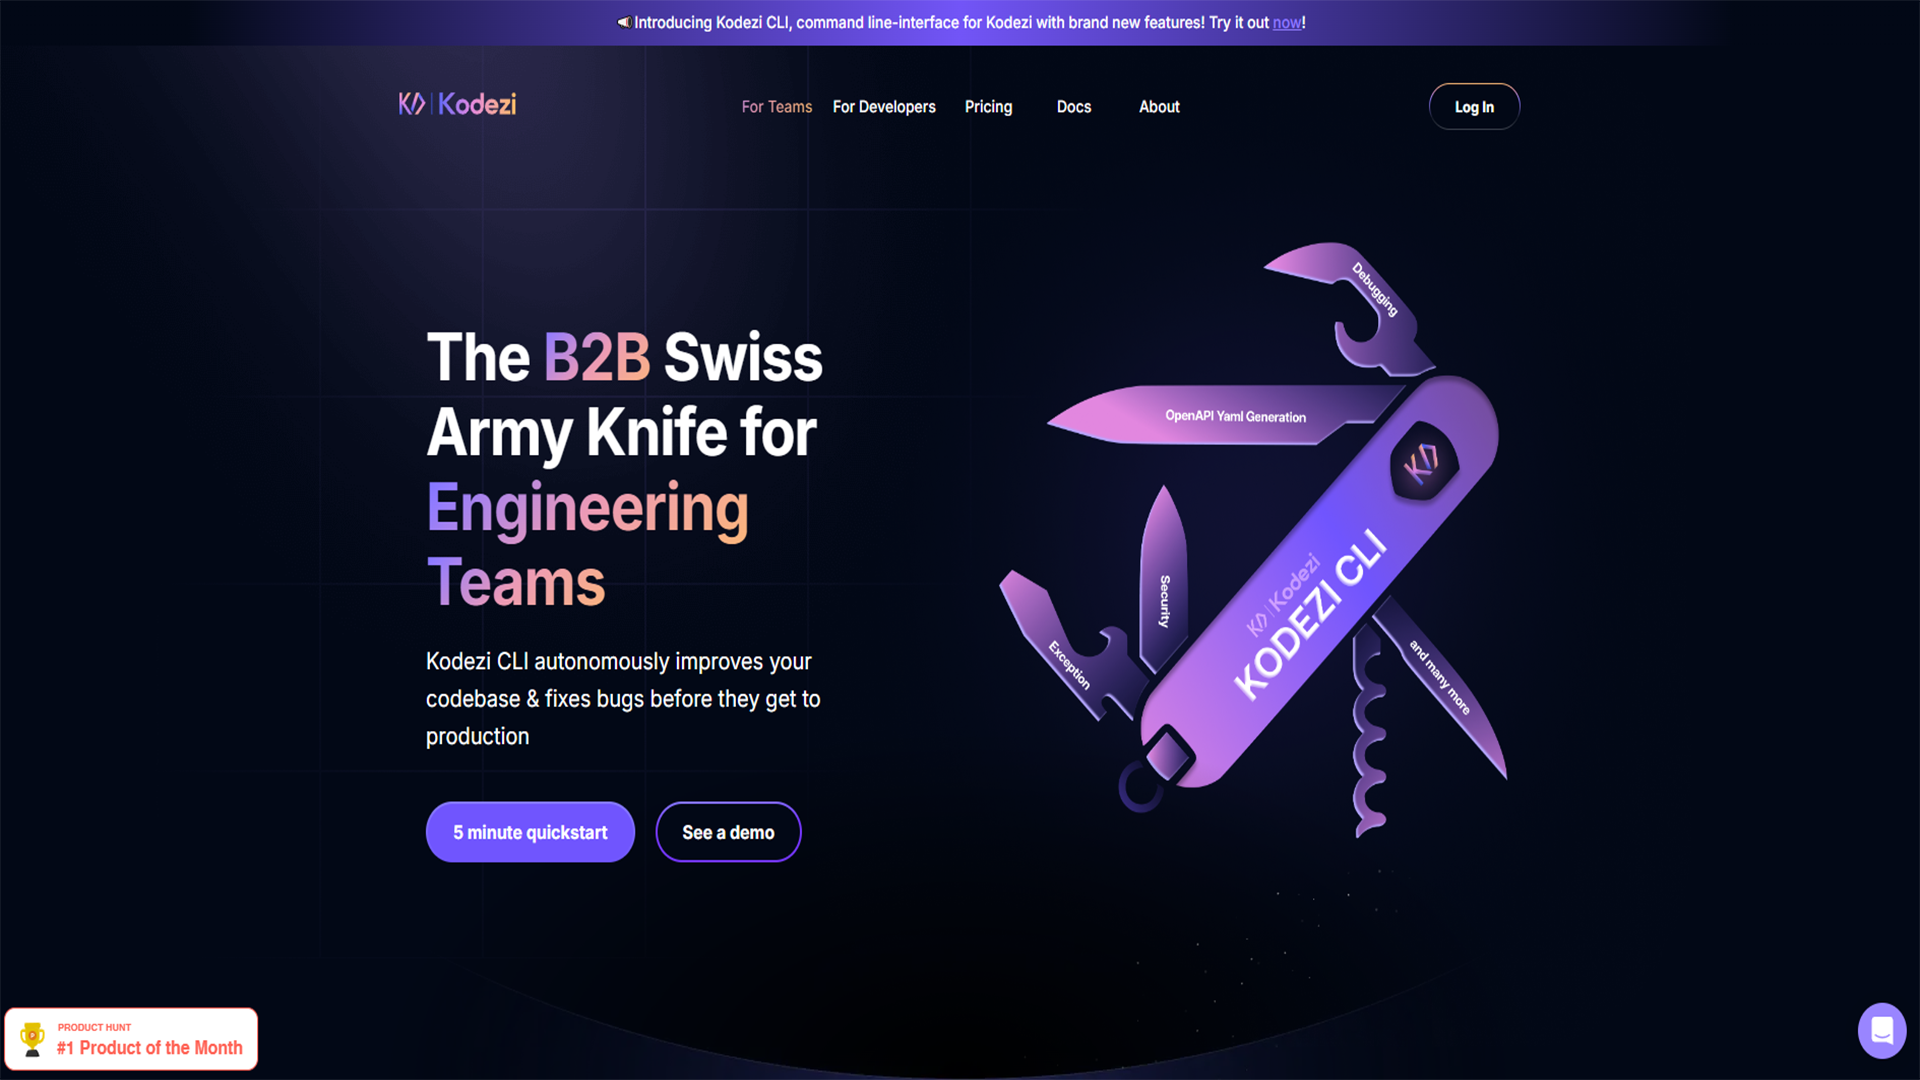 Introducing Kodezi CLI, command line-interface for Kodezi with brand new features! Try it out now!
Kodezi
For Teams
For Developers
Pricing
Docs
About
Log In
The B2B Swiss
Army Knife for
Engineering
Teams
Kodezi CLI autonomously improves your
codebase & fixes bugs before they get to
production
5 minute quickstart
See a demo
Debugging
OpenAPI Yaml Generation
Security
Exception
Kodezi
KODEZI CLI
and many more
PRODUCT HUNT
#1 Product of the Month